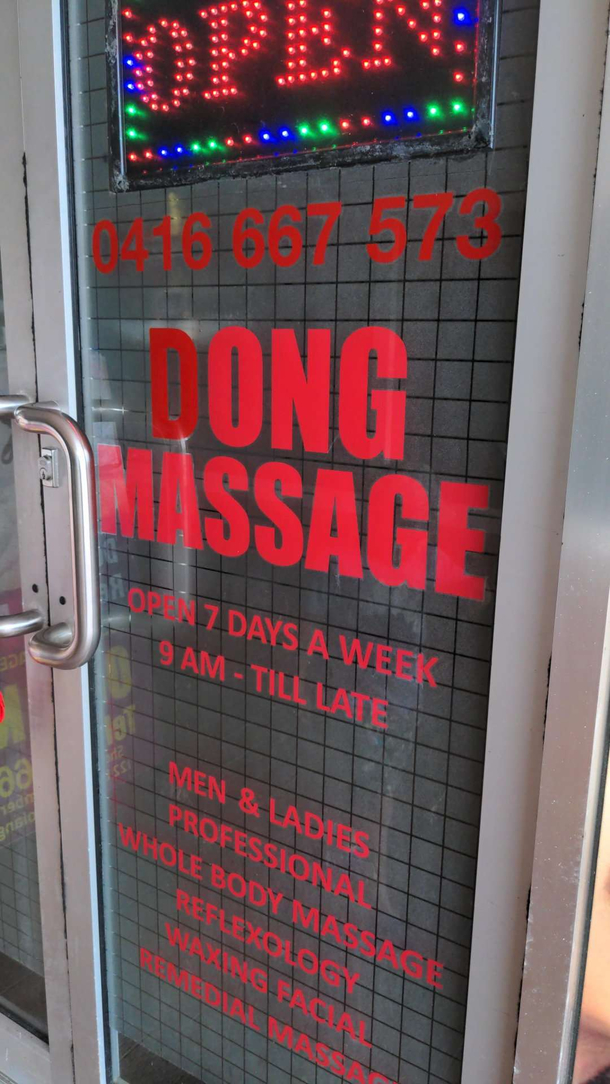 OPEN
0416 667 573
DONG
MASSAGE
OPEN 7 DAYS A WEEK
9 AM - TILL LATE
MEN & LADIES
PROFESSIONAL
WHOLE BODY MASSAGE
REFLEXOLOGY
WAXING FACIAL
REMEDIAL MASSAGE